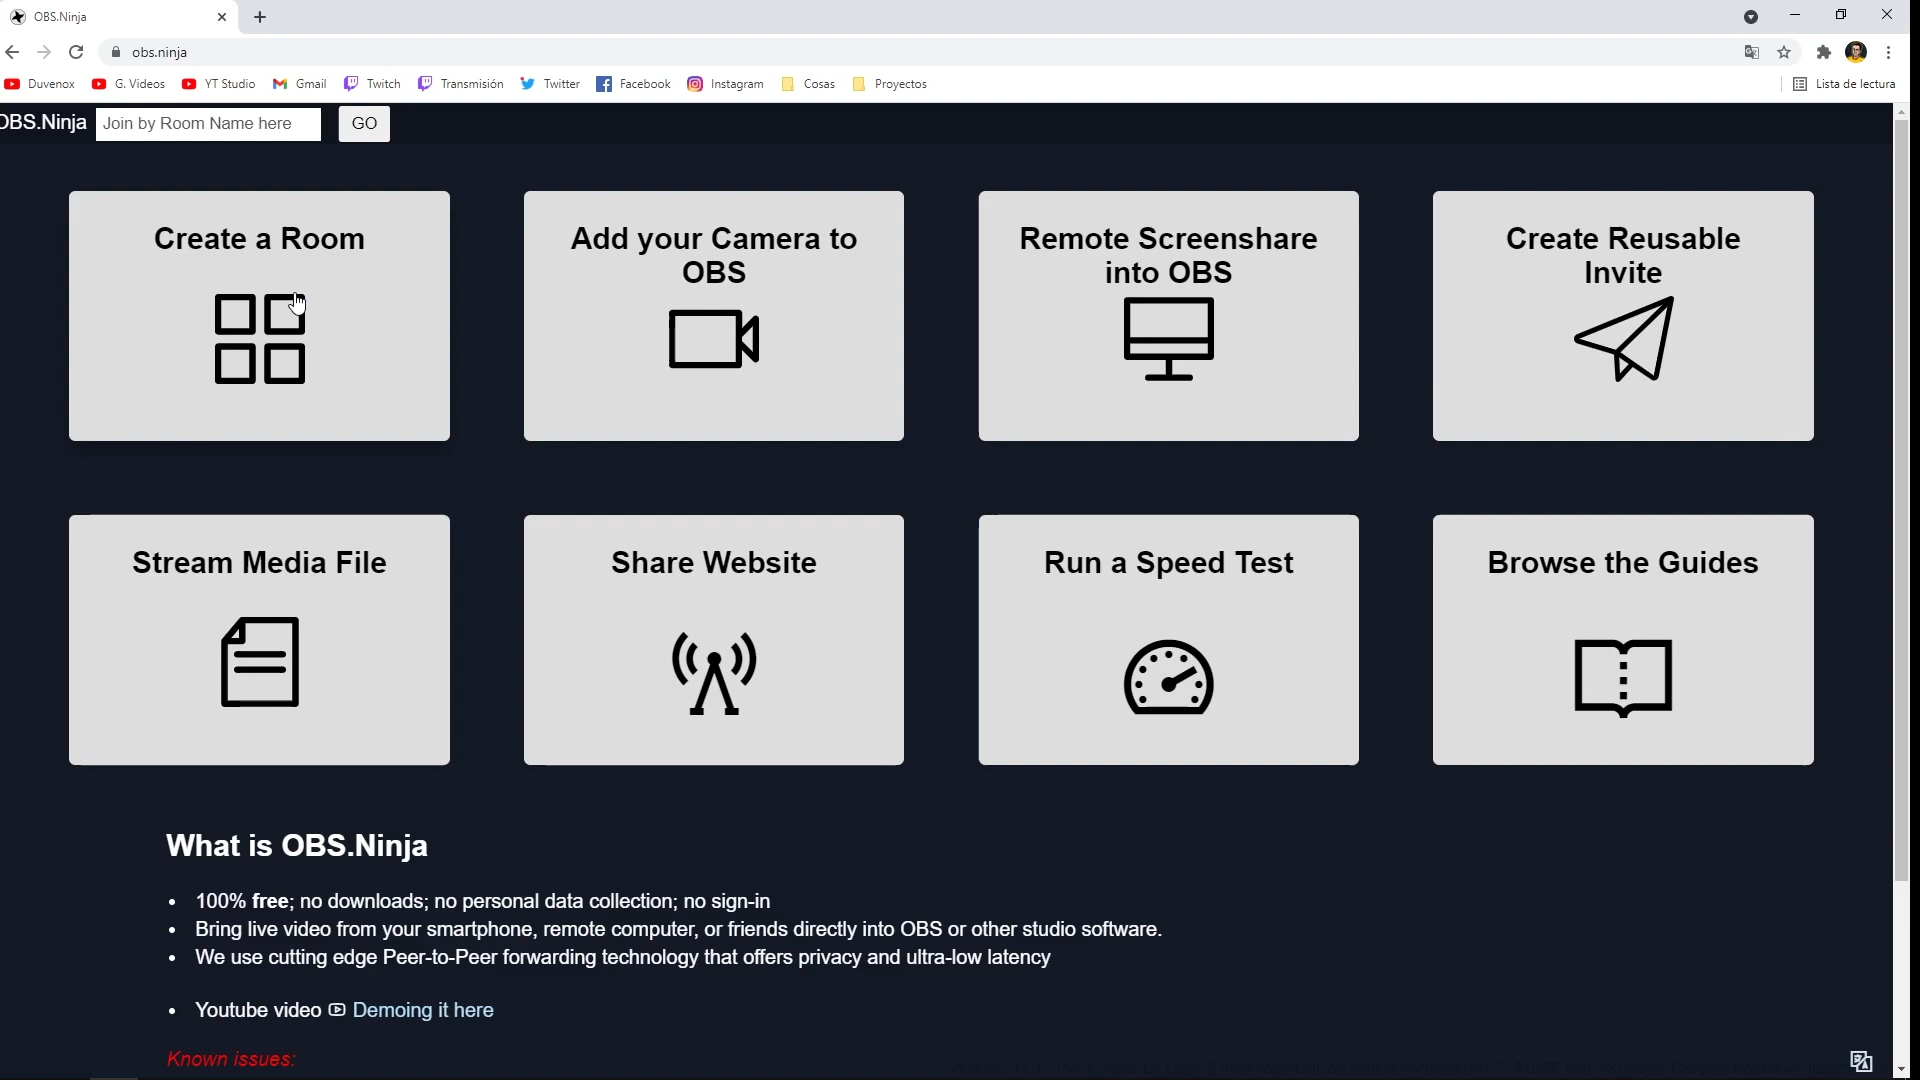 OBS.Ninja
obs.ninja
Duvenox G. Videos YT Studio Gmail Twitch Transmisión Twitter Facebook Instagram Cosas Proyectos Lista de lectura
OBS.Ninja Join by Room Name here GO
Create a Room
Add your Camera to
OBS
Remote Screenshare
into OBS
Create Reusable
Invite
Stream Media File
Share Website
Run a Speed Test
Browse the Guides
What is OBS.Ninja
• 100% free; no downloads; no personal data collection; no sign-in
• Bring live video from your smartphone, remote computer, or friends directly into OBS or other studio software.
• We use cutting edge Peer-to-Peer forwarding technology that offers privacy and ultra-low latency
• Youtube video Demoing it here
Known issues: